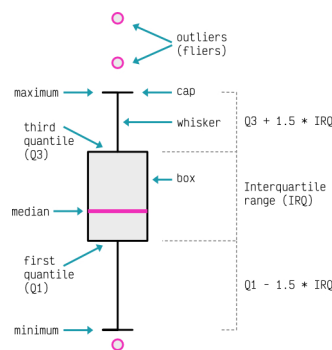 outliers
(fliers)
maximum
cap
whisker
Q3 + 1.5 * IRQ
third
quantile
(Q3)
box
Interquartile
range (IRQ)
median
first
quantile
(Q1)
Q1 - 1.5 * IRQ
minimum